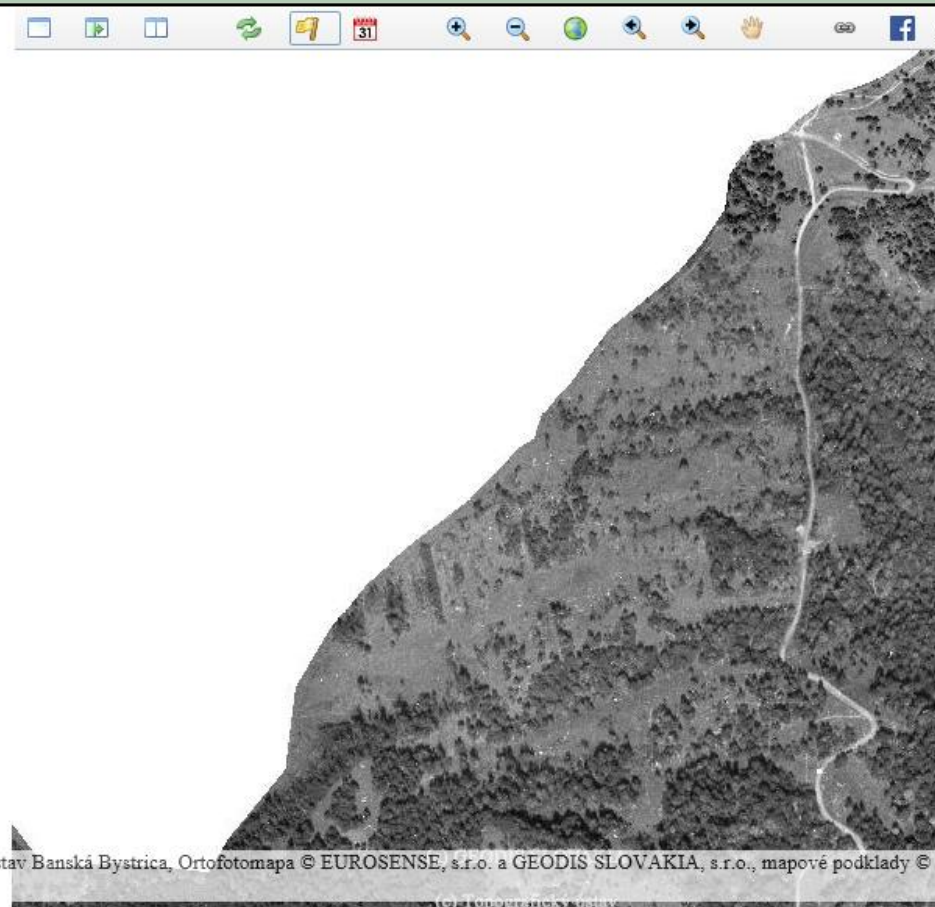 31
tav Banská Bystrica, Ortofotomapa © EUROSENSE, s.r.o. a GEODIS SLOVAKIA, s.r.o., mapové podklady ©
(c) Topografický ústav